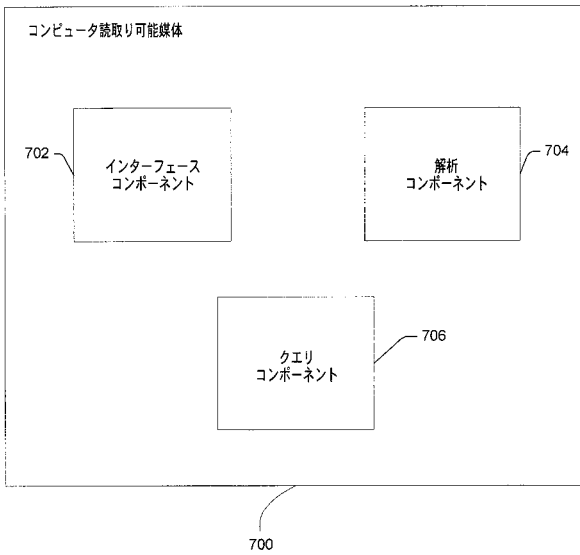 コンピュータ読取り可能媒体
702
インターフェース
コンポーネント
解析
コンポーネント
704
クエリ
コンポーネント
706
700